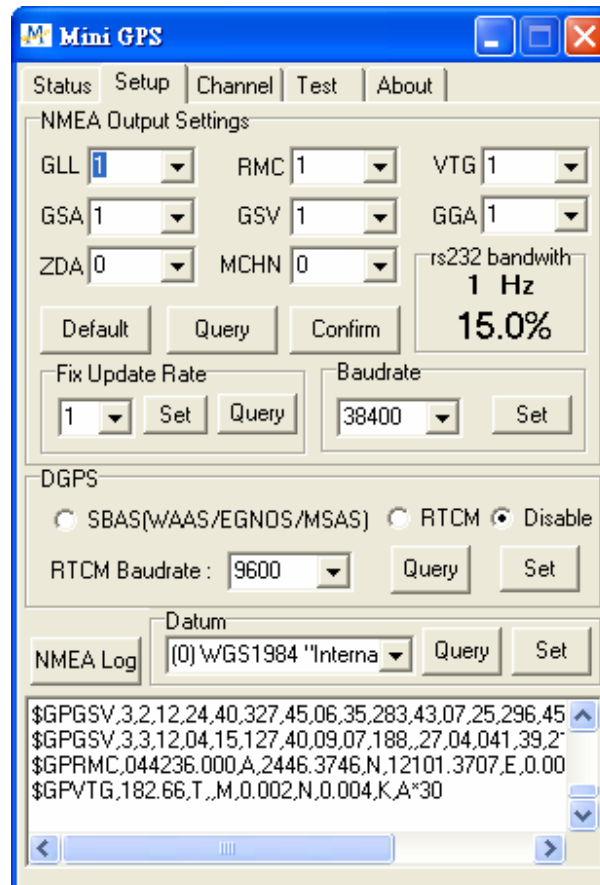 Mini GPS
Status Setup Channel Test About
NMEA Output Settings
GLL 1 RMC 1 VTG 1
GSA 1 GSV 1 GGA 1
ZDA 0 MCHN 0 rs232 bandwith
1 Hz
15.0%
Default Query Confirm
Fix Update Rate Baudrate
1 Set Query 38400 Set
DGPS
SBAS(WAAS/EGNOS/MSAS) RTCM Disable
RTCM Baudrate : 9600 Query Set
Datum
NMEA Log (0) WGS1984 "Interna Query Set
$GPGSV,3,2,12,24,40,327,45,06,35,283,43,07,25,296,45
$GPGSV,3,3,12,04,15,127,40,09,07,188,,27,04,041,39,2
$GPRMC,044236.000,A,2446.3746,N,12101.3707,E,0.00
$GPVTG,182.66,T,,M,0.002,N,0.004,K,A*30